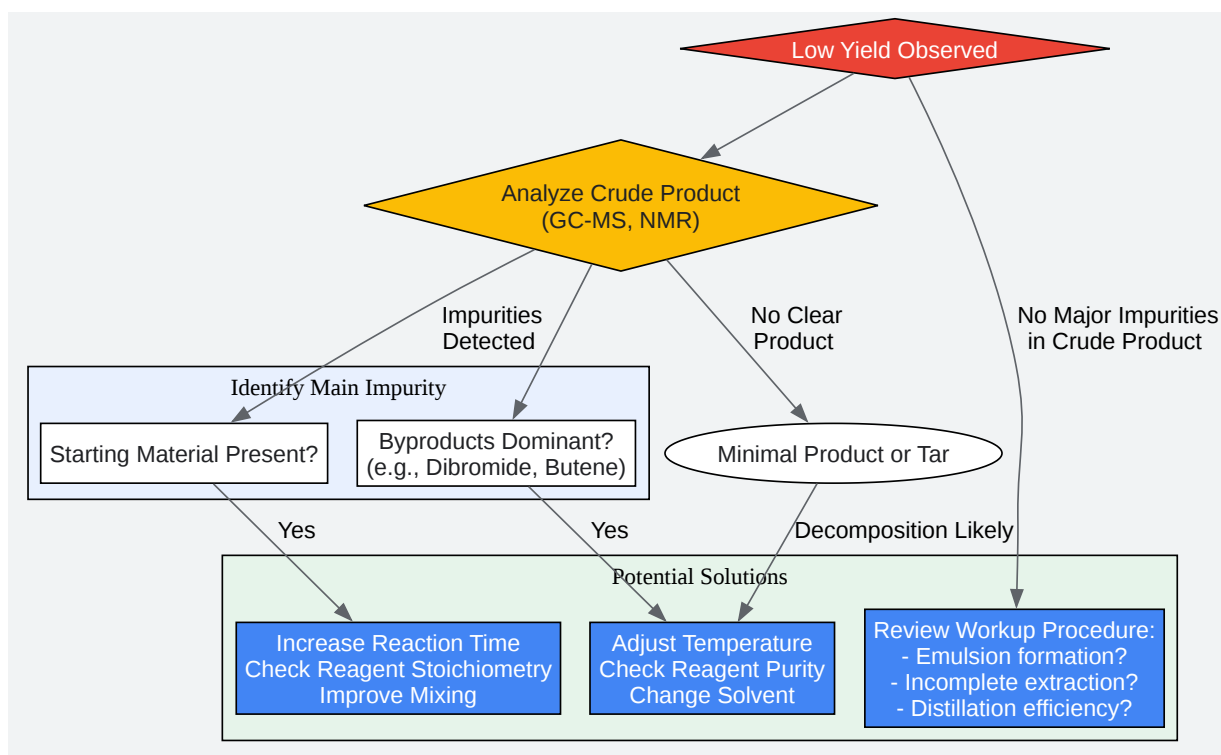 Low Yield Observed
Analyze Crude Product
(GC-MS, NMR)
Impurities
Detected
No Clear
Product
No Major Impurities
in Crude Product
Identify Main Impurity
Starting Material Present?
Byproducts Dominant?
(e.g., Dibromide, Butene)
Minimal Product or Tar
Yes
Yes
Decomposition Likely
Potential Solutions
Increase Reaction Time
Check Reagent Stoichiometry
Improve Mixing
Adjust Temperature
Check Reagent Purity
Change Solvent
Review Workup Procedure:
- Emulsion formation?
- Incomplete extraction?
- Distillation efficiency?